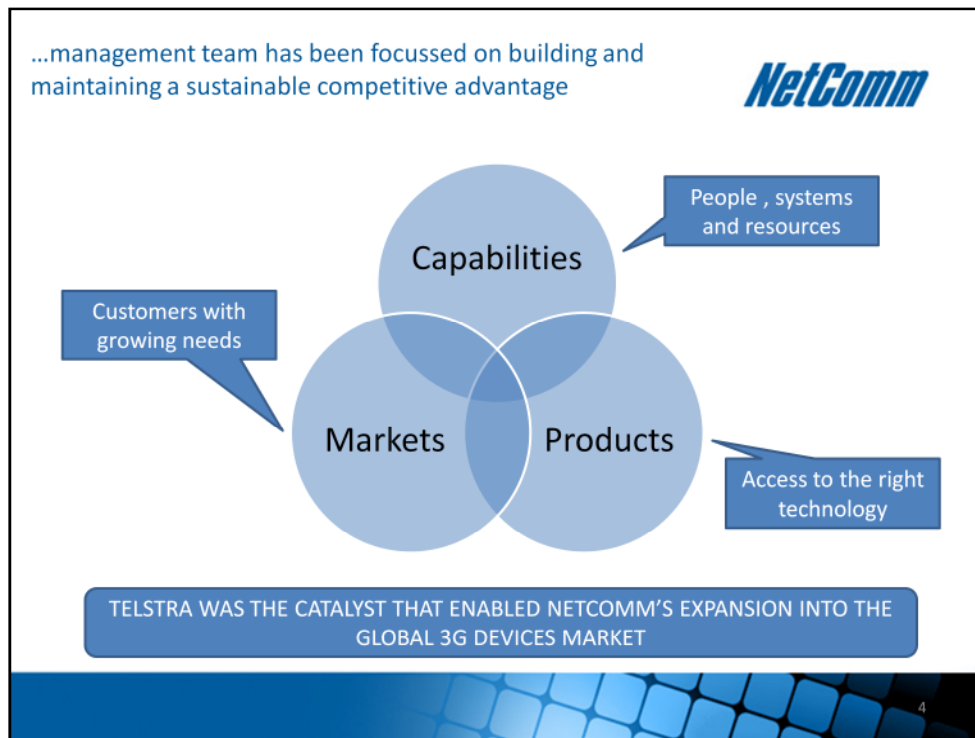 …management team has been focussed on building and
maintaining a sustainable competitive advantage
NetComm
People , systems
and resources
Capabilities
Customers with
growing needs
Markets
Products
Access to the right
technology
TELSTRA WAS THE CATALYST THAT ENABLED NETCOMM’S EXPANSION INTO THE
GLOBAL 3G DEVICES MARKET
4